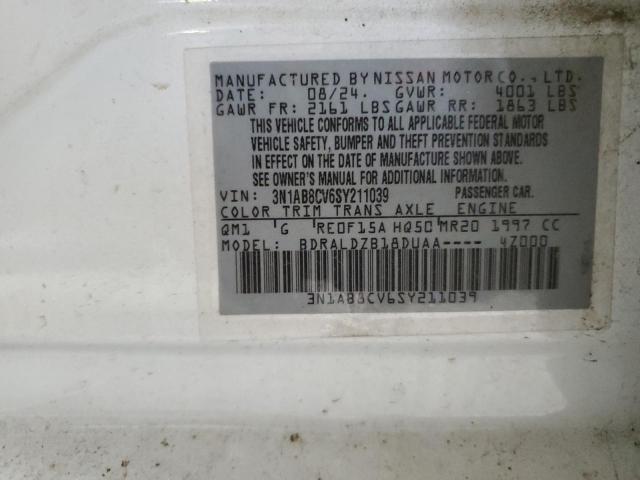 MANUFACTURED BY NISSAN MOTOR CO., LTD.
DATE: 08/24. GVWR: 4001 LBS
GAWR FR: 2161 LBS GAWR RR: 1863 LBS
THIS VEHICLE CONFORMS TO ALL APPLICABLE FEDERAL MOTOR
VEHICLE SAFETY, BUMPER AND THEFT PREVENTION STANDARDS
IN EFFECT ON THE DATE OF MANUFACTURE SHOWN ABOVE.
SEE OWNER'S MANUAL FOR ADDITIONAL INFORMATION.
VIN: 3N1AB8CV6SY211039 PASSENGER CAR.
COLOR TRIM TRANS AXLE ENGINE
QM1 G RE0F15A HQ50 MR20 1997 CC
MODEL: BDRALDZB18DUAA---- 4Z000
3N1AB8CV6SY211039